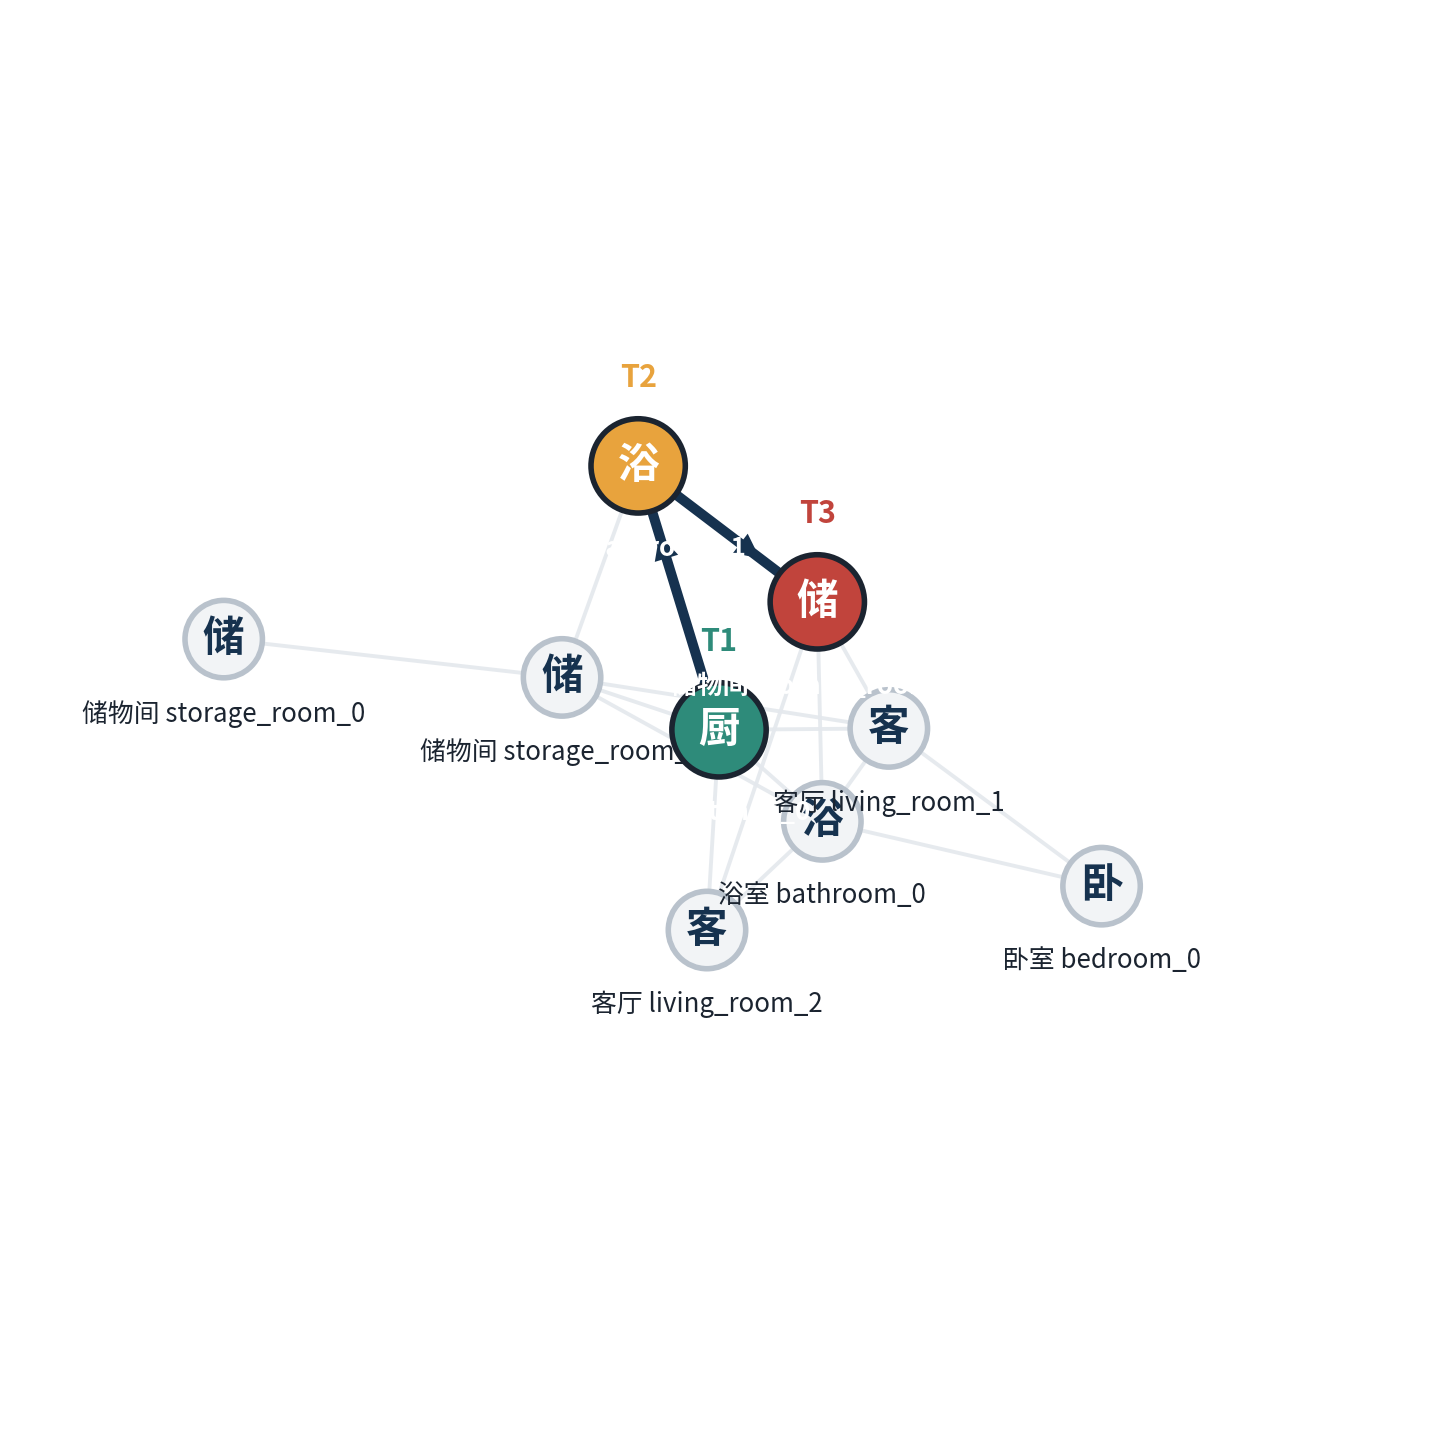 T2
浴
T3
储
T1
储
储物间 storage_room_0
储
储物间 storage_room_
厨
客
客厅 living_room_1
浴
浴室 bathroom_0
卧
卧室 bedroom_0
客
客厅 living_room_2